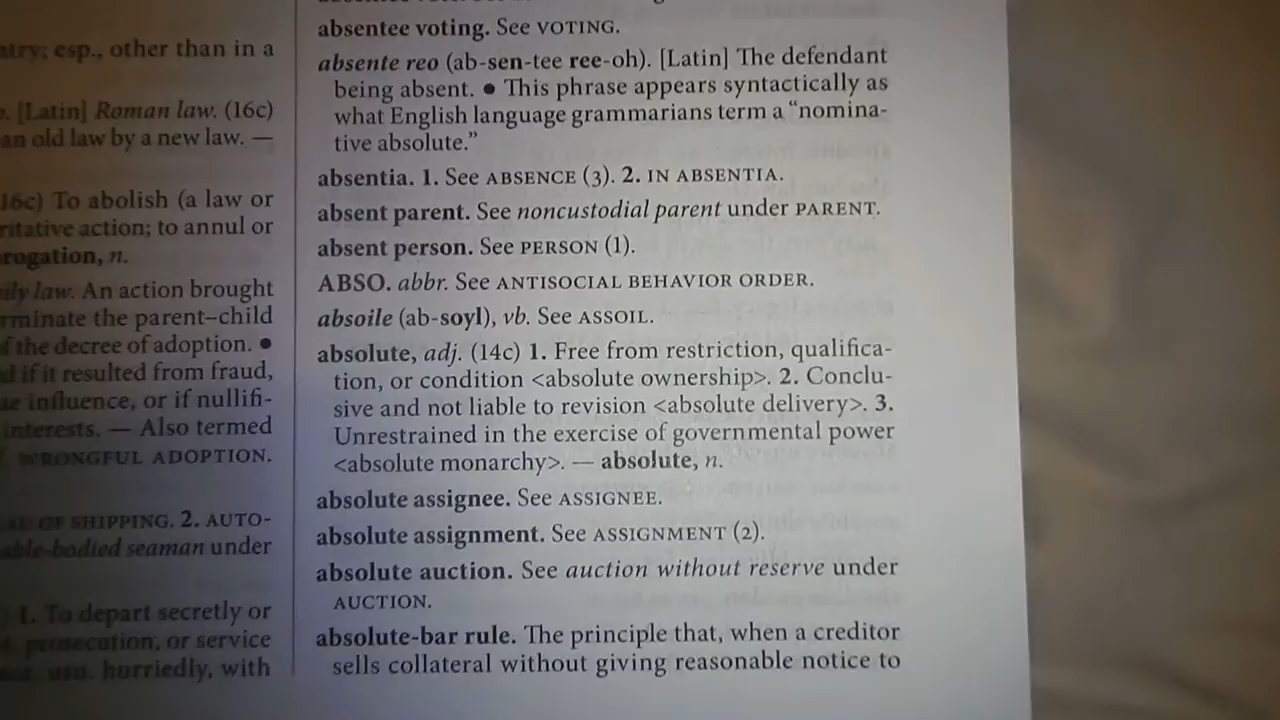 try; esp., other than in a
[Latin] Roman law. (16c)
an old law by a new law. —
16c) To abolish (a law or
ritative action; to annul or
rogation, n.
ily law. An action brought
rminate the parent–child
f the decree of adoption. ●
d if it resulted from fraud,
ue influence, or if nullifi-
interests. — Also termed
WRONGFUL ADOPTION.
OF SHIPPING. 2. AUTO-
able-bodied seaman under
1. To depart secretly or
prosecution, or service
usu. hurriedly, with
absentee voting. See VOTING.
absente reo (ab-sen-tee ree-oh). [Latin] The defendant
being absent. ● This phrase appears syntactically as
what English language grammarians term a “nomina-
tive absolute.”
absentia. 1. See ABSENCE (3). 2. IN ABSENTIA.
absent parent. See noncustodial parent under PARENT.
absent person. See PERSON (1).
ABSO. abbr. See ANTISOCIAL BEHAVIOR ORDER.
absoile (ab-soyl), vb. See ASSOIL.
absolute, adj. (14c) 1. Free from restriction, qualifica-
tion, or condition <absolute ownership>. 2. Conclu-
sive and not liable to revision <absolute delivery>. 3.
Unrestrained in the exercise of governmental power
<absolute monarchy>. — absolute, n.
absolute assignee. See ASSIGNEE.
absolute assignment. See ASSIGNMENT (2).
absolute auction. See auction without reserve under
AUCTION.
absolute-bar rule. The principle that, when a creditor
sells collateral without giving reasonable notice to